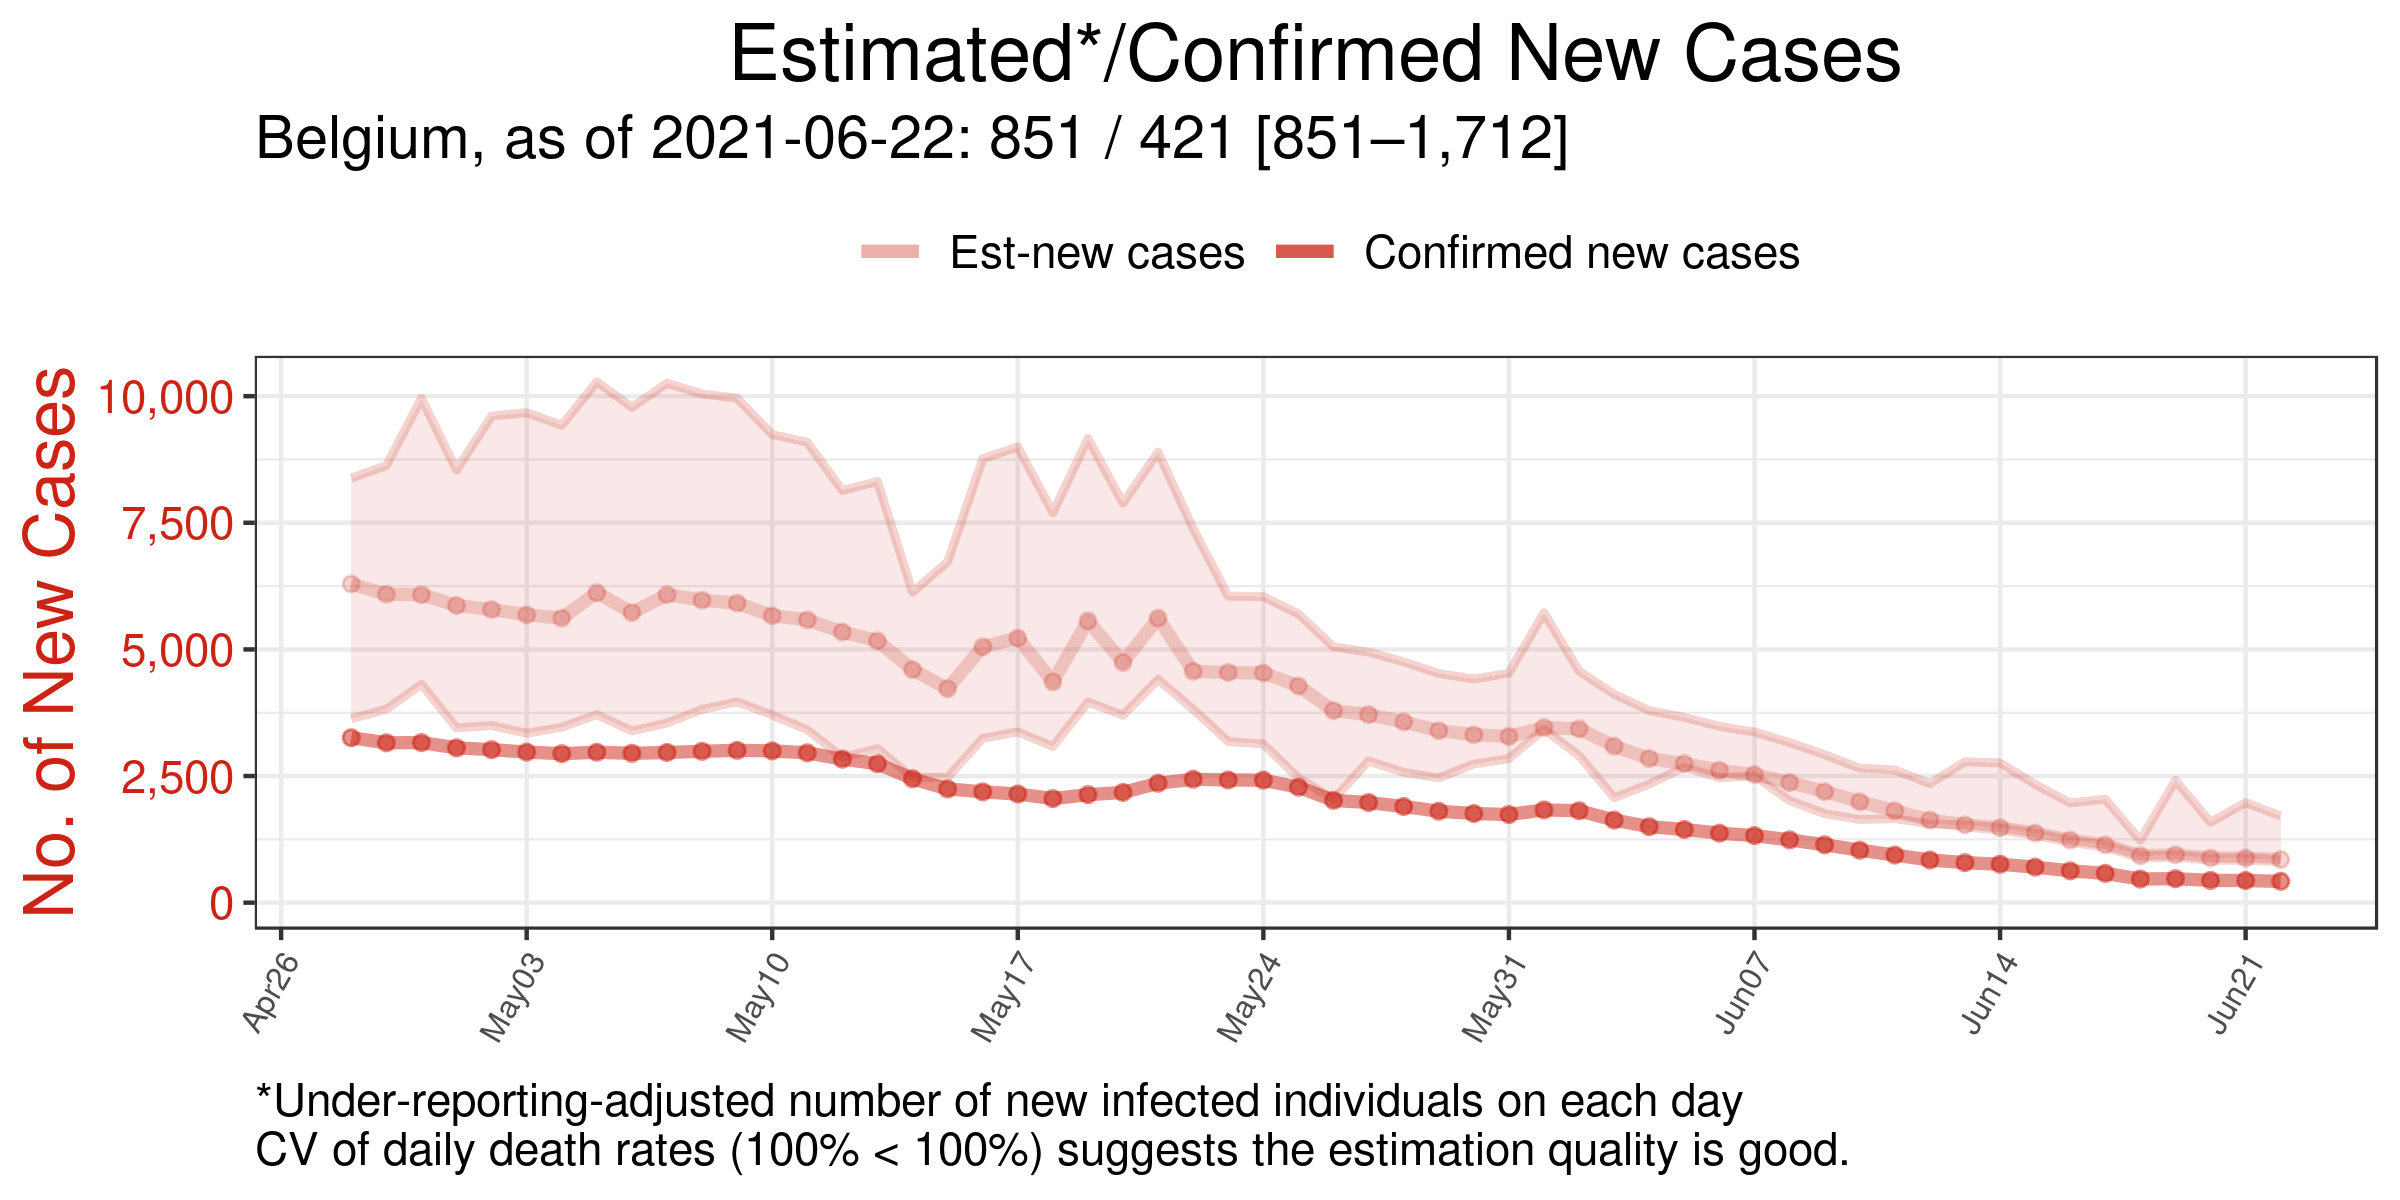 Estimated*/Confirmed New Cases
Belgium, as of 2021-06-22: 851 / 421 [851–1,712]
Est-new cases Confirmed new cases
No. of New Cases
10,000
7,500
5,000
2,500
0
Apr26 May03 May10 May17 May24 May31 Jun07 Jun14 Jun21
*Under-reporting-adjusted number of new infected individuals on each day
CV of daily death rates (100% < 100%) suggests the estimation quality is good.